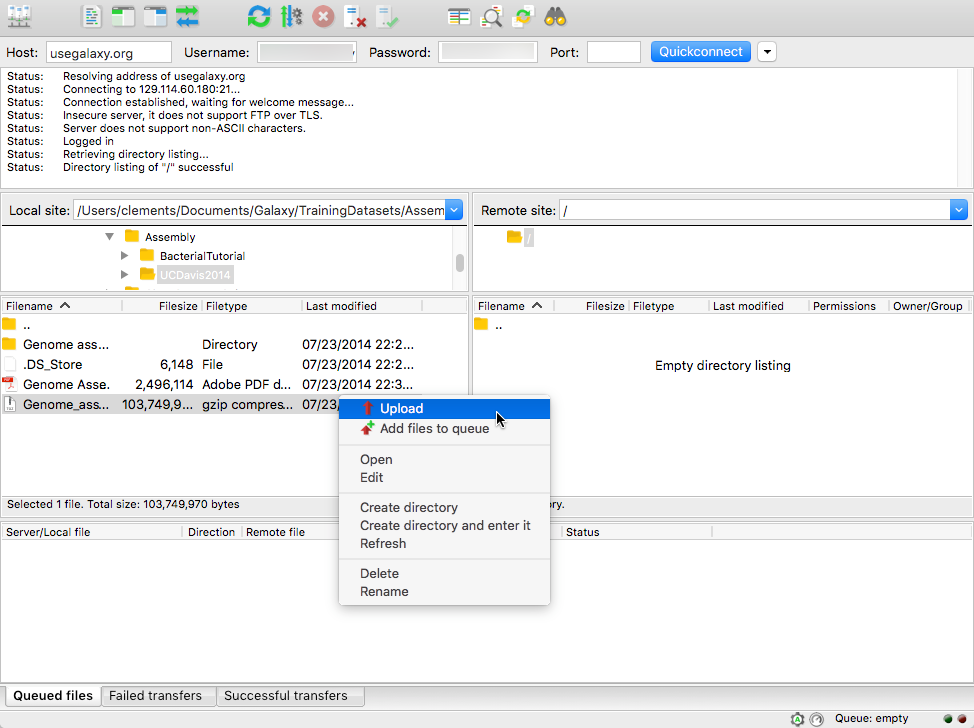 Host: usegalaxy.org Username: Password: Port: Quickconnect
Status: Resolving address of usegalaxy.org
Status: Connecting to 129.114.60.180:21...
Status: Connection established, waiting for welcome message...
Status: Insecure server, it does not support FTP over TLS.
Status: Server does not support non-ASCII characters.
Status: Logged in
Status: Retrieving directory listing...
Status: Directory listing of "/" successful
Local site: /Users/clements/Documents/Galaxy/TrainingDatasets/Assem
Remote site: /
Assembly
BacterialTutorial
UCDavis2014
/
Filename Filesize Filetype Last modified
..
Genome ass... Directory 07/23/2014 22:2...
.DS_Store 6,148 File 07/23/2014 22:2...
Genome Asse. 2,496,114 Adobe PDF d... 07/23/2014 22:3...
Genome_ass... 103,749,9... gzip compres... 07/23/
Selected 1 file. Total size: 103,749,970 bytes
Filename Filesize Filetype Last modified Permissions Owner/Group
..
Empty directory listing
ry.
Upload
Add files to queue
Open
Edit
Create directory
Create directory and enter it
Refresh
Delete
Rename
Server/Local file Direction Remote file Status
Queued files Failed transfers Successful transfers
Queue: empty